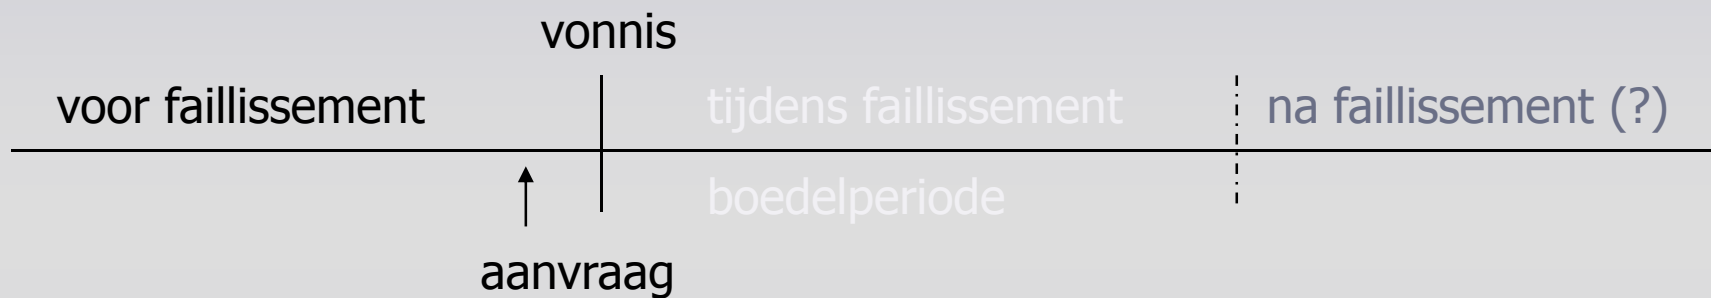 vonnis
voor faillissement tijdens faillissement na faillissement (?)
boedelperiode
aanvraag